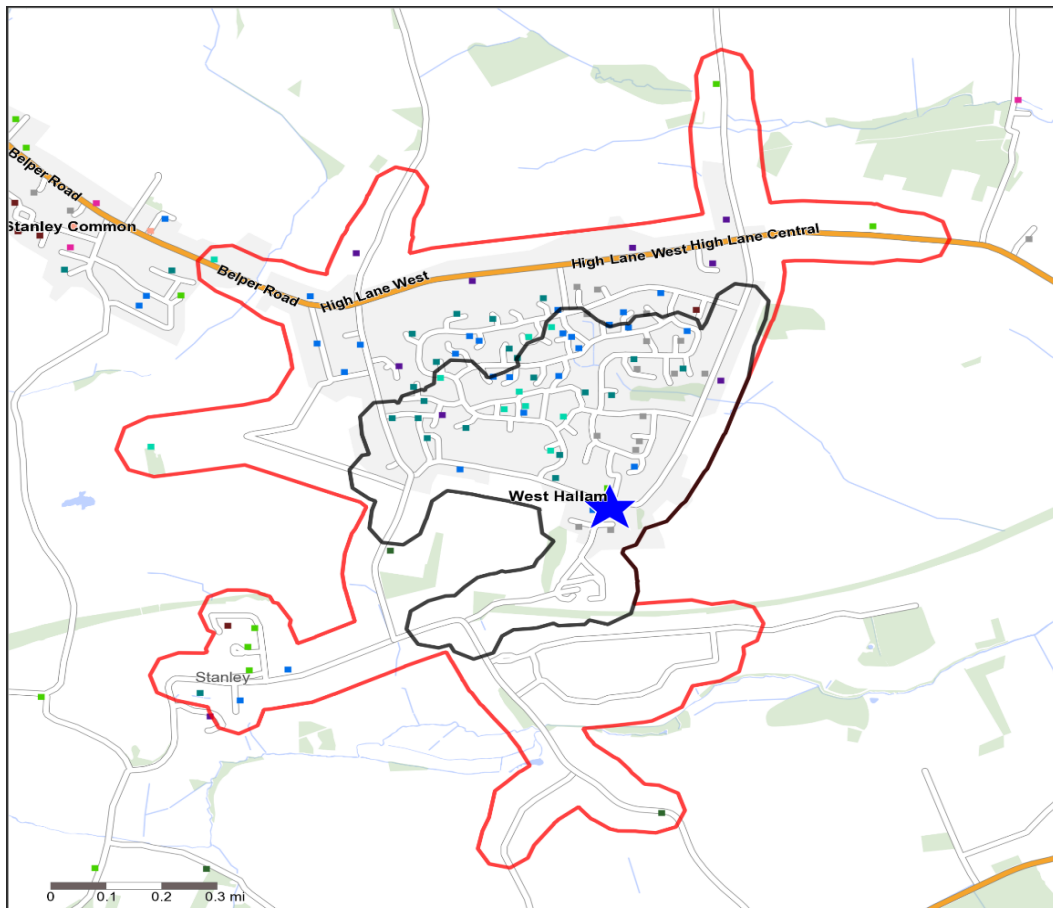 Belper Road
Stanley Common
Belper Road
High Lane West
High Lane West
High Lane Central
West Hallam
Stanley
0 0.1 0.2 0.3 mi